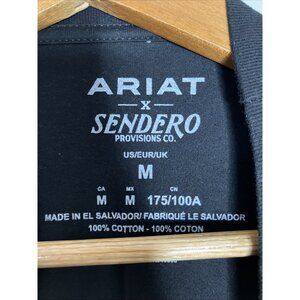 ARIAT
X
SENDERO
PROVISIONS CO.
US/EUR/UK
M
CA MX CN
M M 175/100A
MADE IN EL SALVADOR/FABRIQUÉ LE SALVADOR
100% COTTON - 100% COTON